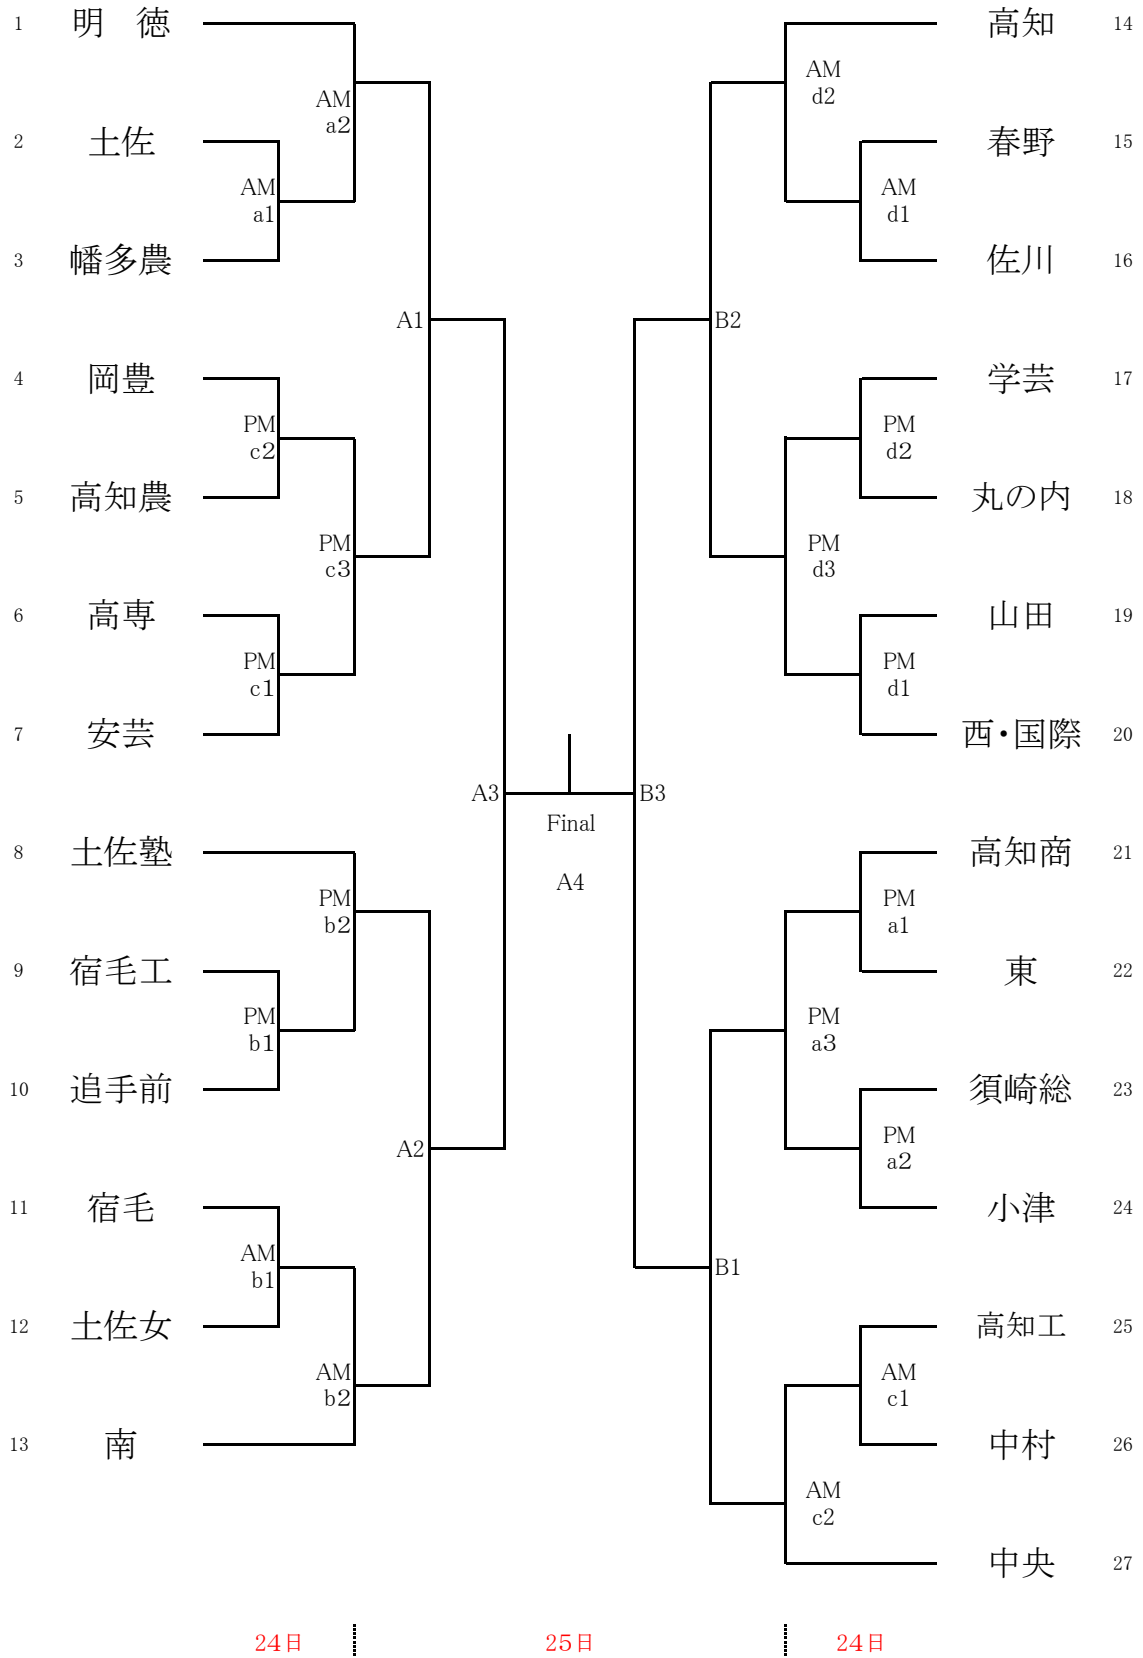 1 明　徳
AM
a2
2 土佐
AM
a1
3 幡多農
A1
4 岡豊
PM
c2
5 高知農
PM
c3
6 高専
PM
c1
7 安芸
A3
8 土佐塾
PM
b2
9 宿毛工
PM
b1
10 追手前
A2
11 宿毛
AM
b1
12 土佐女
AM
b2
13 南
Final
A4
高知 14
AM
d2
春野 15
AM
d1
佐川 16
B2
学芸 17
PM
d2
丸の内 18
PM
d3
山田 19
PM
d1
西・国際 20
B3
高知商 21
PM
a1
東 22
PM
a3
須崎総 23
PM
a2
小津 24
B1
高知工 25
AM
c1
中村 26
AM
c2
中央 27
24日 25日 24日